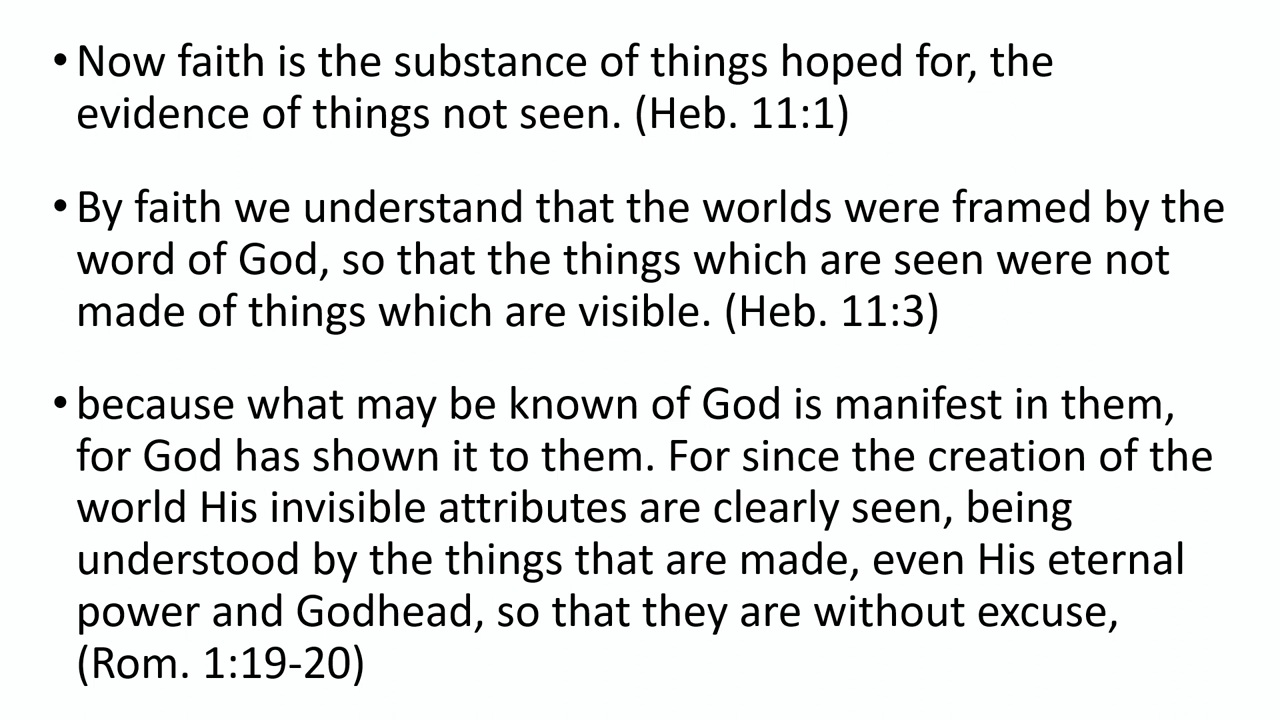 • Now faith is the substance of things hoped for, the
evidence of things not seen. (Heb. 11:1)
• By faith we understand that the worlds were framed by the
word of God, so that the things which are seen were not
made of things which are visible. (Heb. 11:3)
• because what may be known of God is manifest in them,
for God has shown it to them. For since the creation of the
world His invisible attributes are clearly seen, being
understood by the things that are made, even His eternal
power and Godhead, so that they are without excuse,
(Rom. 1:19-20)